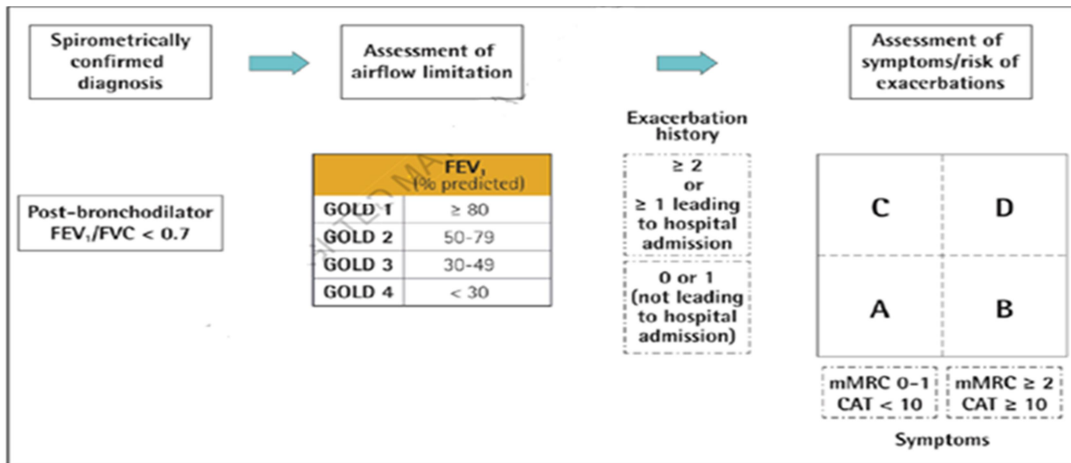 Spirometrically
confirmed
diagnosis
Assessment of
airflow limitation
Assessment of
symptoms/risk of
exacerbations
Post-bronchodilator
FEV₁/FVC < 0.7
FEV₁
(% predicted)
GOLD 1 ≥ 80
GOLD 2 50-79
GOLD 3 30-49
GOLD 4 < 30
Exacerbation
history
≥ 2
or
≥ 1 leading
to hospital
admission
0 or 1
(not leading
to hospital
admission)
C D
A B
mMRC 0-1
CAT < 10
mMRC ≥ 2
CAT ≥ 10
Symptoms